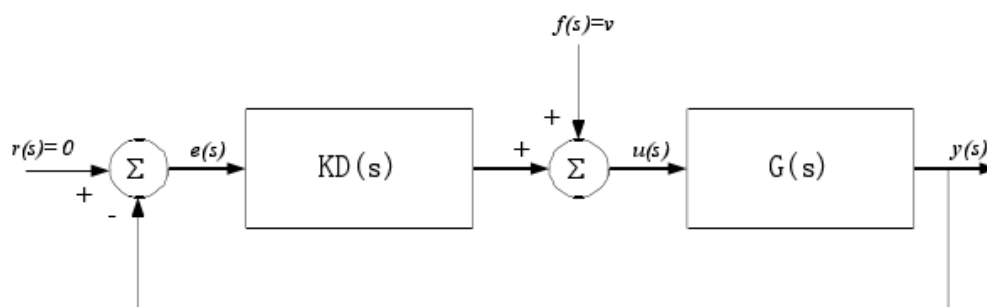 f(s)=v
r(s)=0
+
-
Σ
e(s)
KD(s)
+
+
Σ
u(s)
G(s)
y(s)